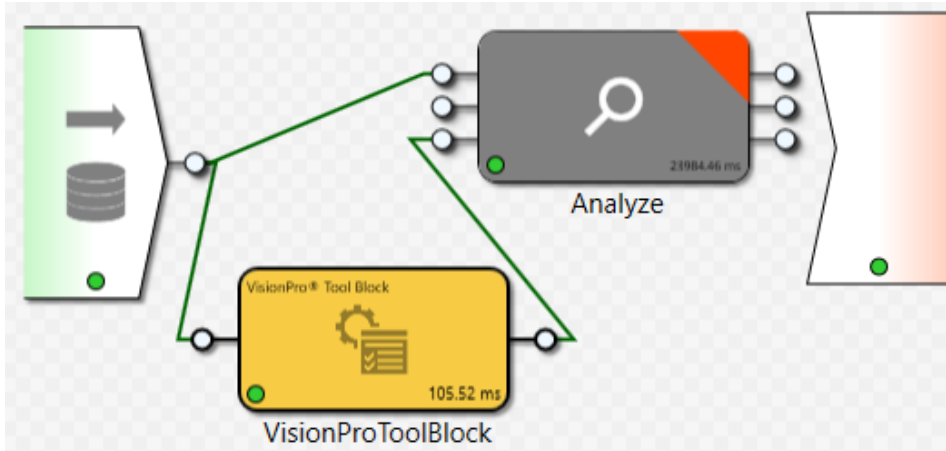 23984.46 ms
Analyze
VisionPro® Tool Block
105.52 ms
VisionProToolBlock